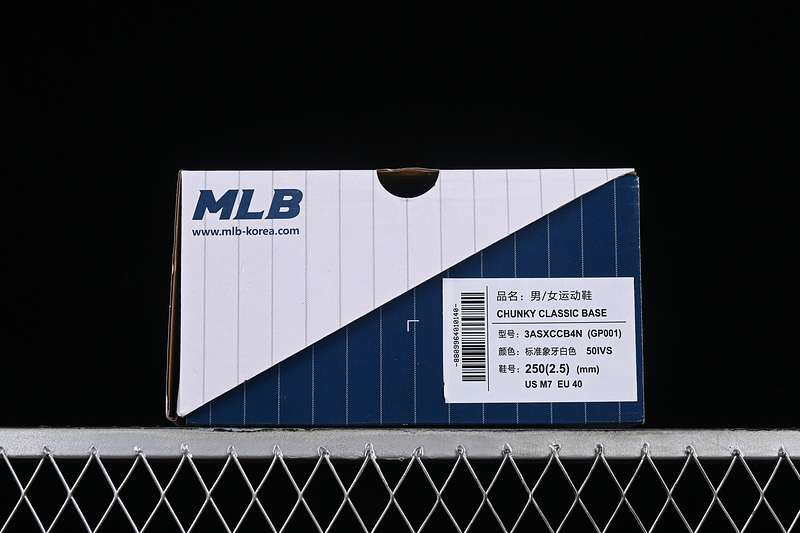 MLB
www.mlb-korea.com
品名：男/女运动鞋
CHUNKY CLASSIC BASE
型号：3ASXCCB4N (GP001)
颜色：标准象牙白色 50IVS
鞋号：250(2.5) (mm)
US M7 EU 40
-8809964010140-